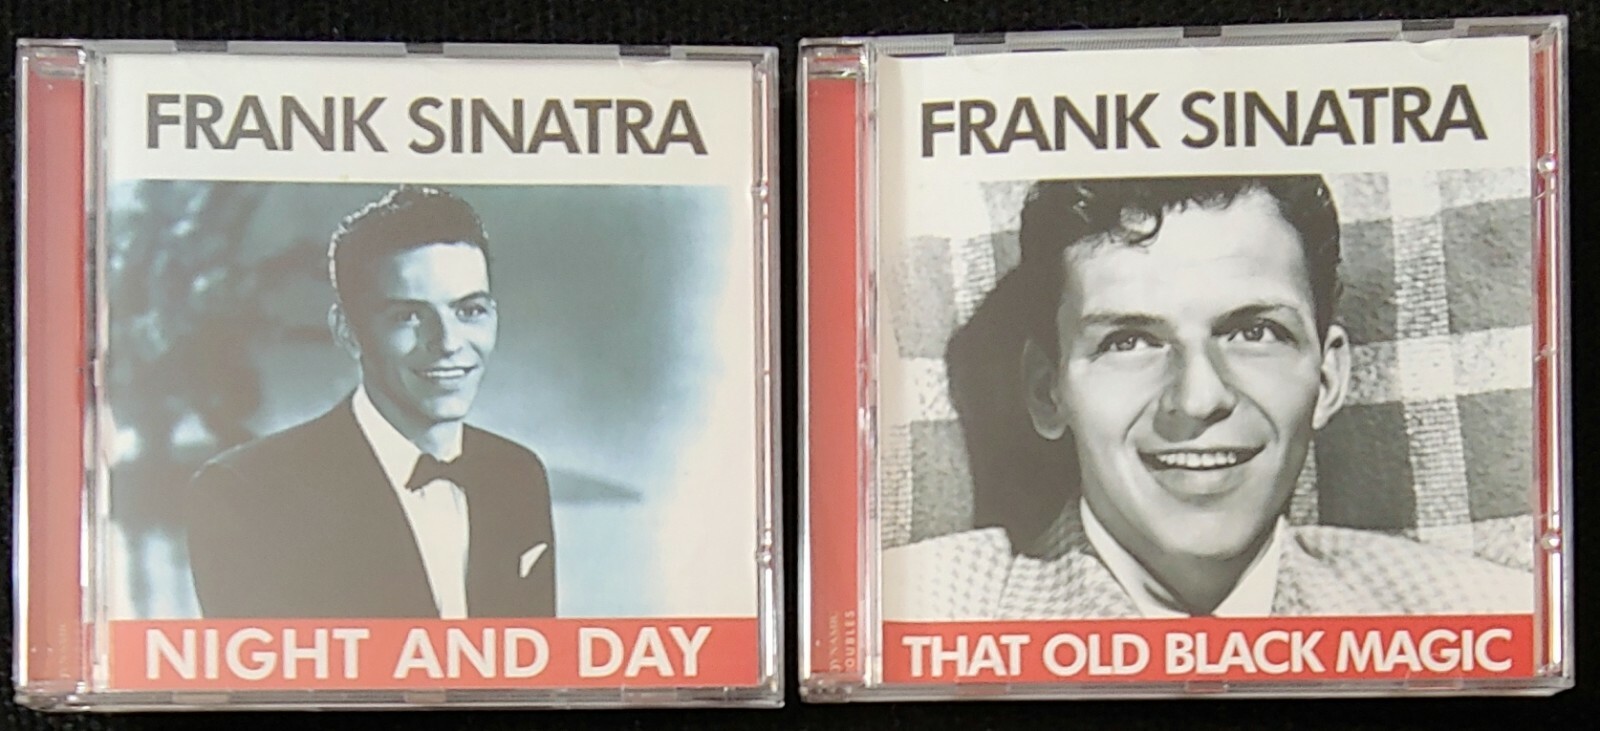 FRANK SINATRA
NIGHT AND DAY
FRANK SINATRA
THAT OLD BLACK MAGIC